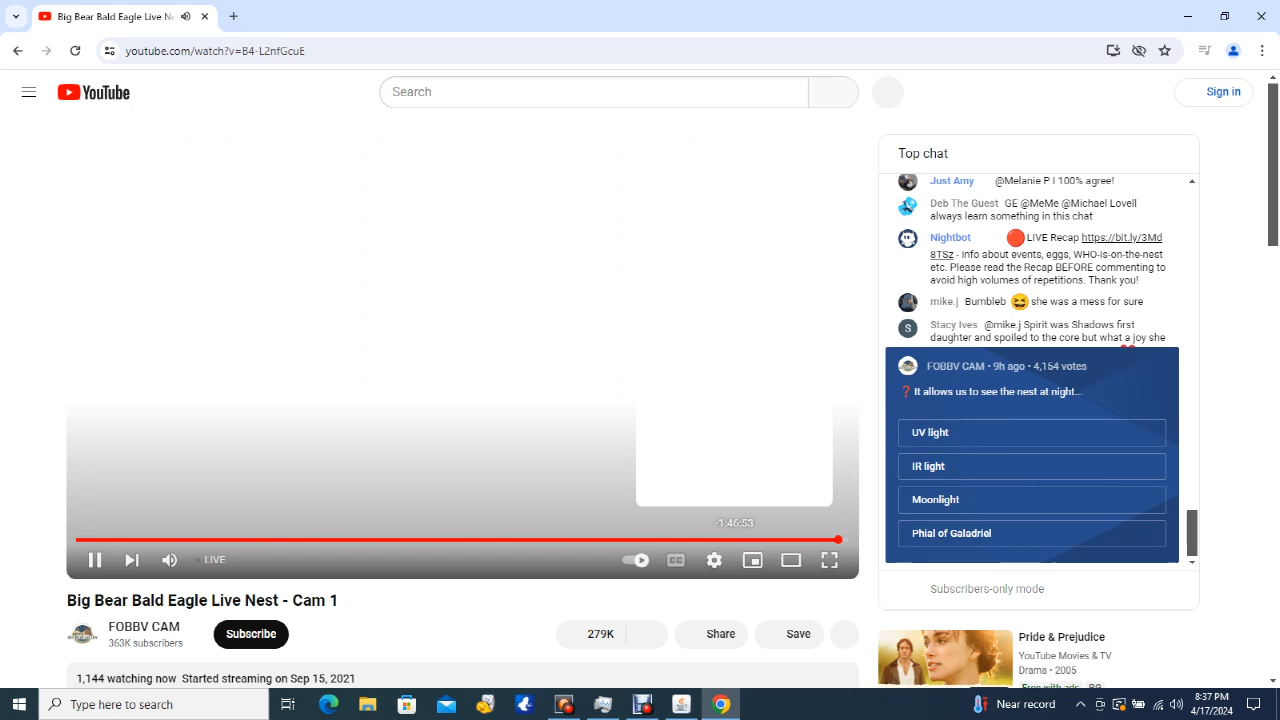 Big Bear Bald Eagle Live Ne
youtube.com/watch?v=B4-L2nfGcuE
YouTube
Search
Sign in
Top chat
Just Amy @Melanie P I 100% agree!
Deb The Guest GE @MeMe @Michael Lovell
always learn something in this chat
Nightbot LIVE Recap https://bit.ly/3Md
8TSz - info about events, eggs, WHO-is-on-the-nest
etc. Please read the Recap BEFORE commenting to
avoid high volumes of repetitions. Thank you!
mike.j Bumbleb she was a mess for sure
S
Stacy Ives @mike.j Spirit was Shadows first
daughter and spoiled to the core but what a joy she
FOBBV CAM • 9h ago • 4,154 votes
❓It allows us to see the nest at night...
UV light
IR light
Moonlight
Phial of Galadriel
Subscribers-only mode
-1:46:53
LIVE
CC
Big Bear Bald Eagle Live Nest - Cam 1
FOBBV CAM
363K subscribers
Subscribe
279K
Share
Save
1,144 watching now Started streaming on Sep 15, 2021
Pride & Prejudice
YouTube Movies & TV
Drama • 2005
Free with ads PG
Type here to search
Near record
8:37 PM
4/17/2024